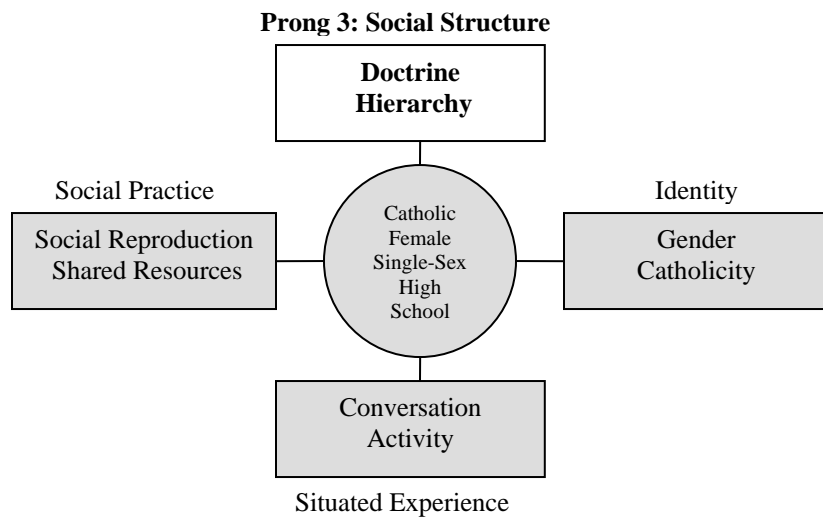 Prong 3: Social Structure
Doctrine
Hierarchy
Social Practice
Social Reproduction
Shared Resources
Catholic
Female
Single-Sex
High
School
Identity
Gender
Catholicity
Conversation
Activity
Situated Experience